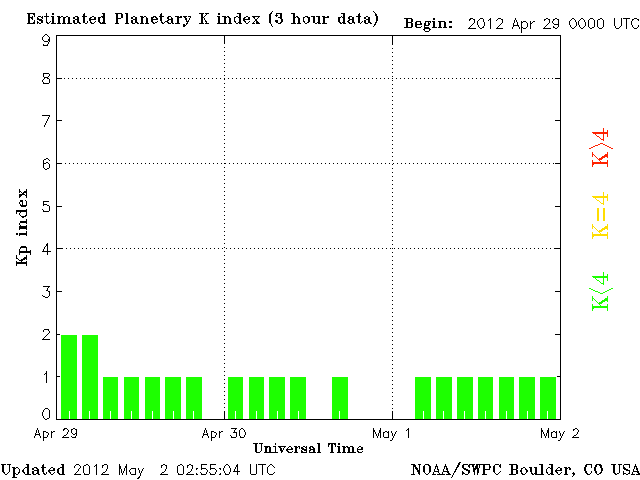 Estimated Planetary K index (3 hour data)
Begin: 2012 Apr 29 0000 UTC
9
8
7
6
5
4
3
2
1
0
Kp index
K>4
K=4
K<4
Apr 29
Apr 30
May 1
May 2
Universal Time
Updated 2012 May 2 02:55:04 UTC
NOAA/SWPC Boulder, CO USA